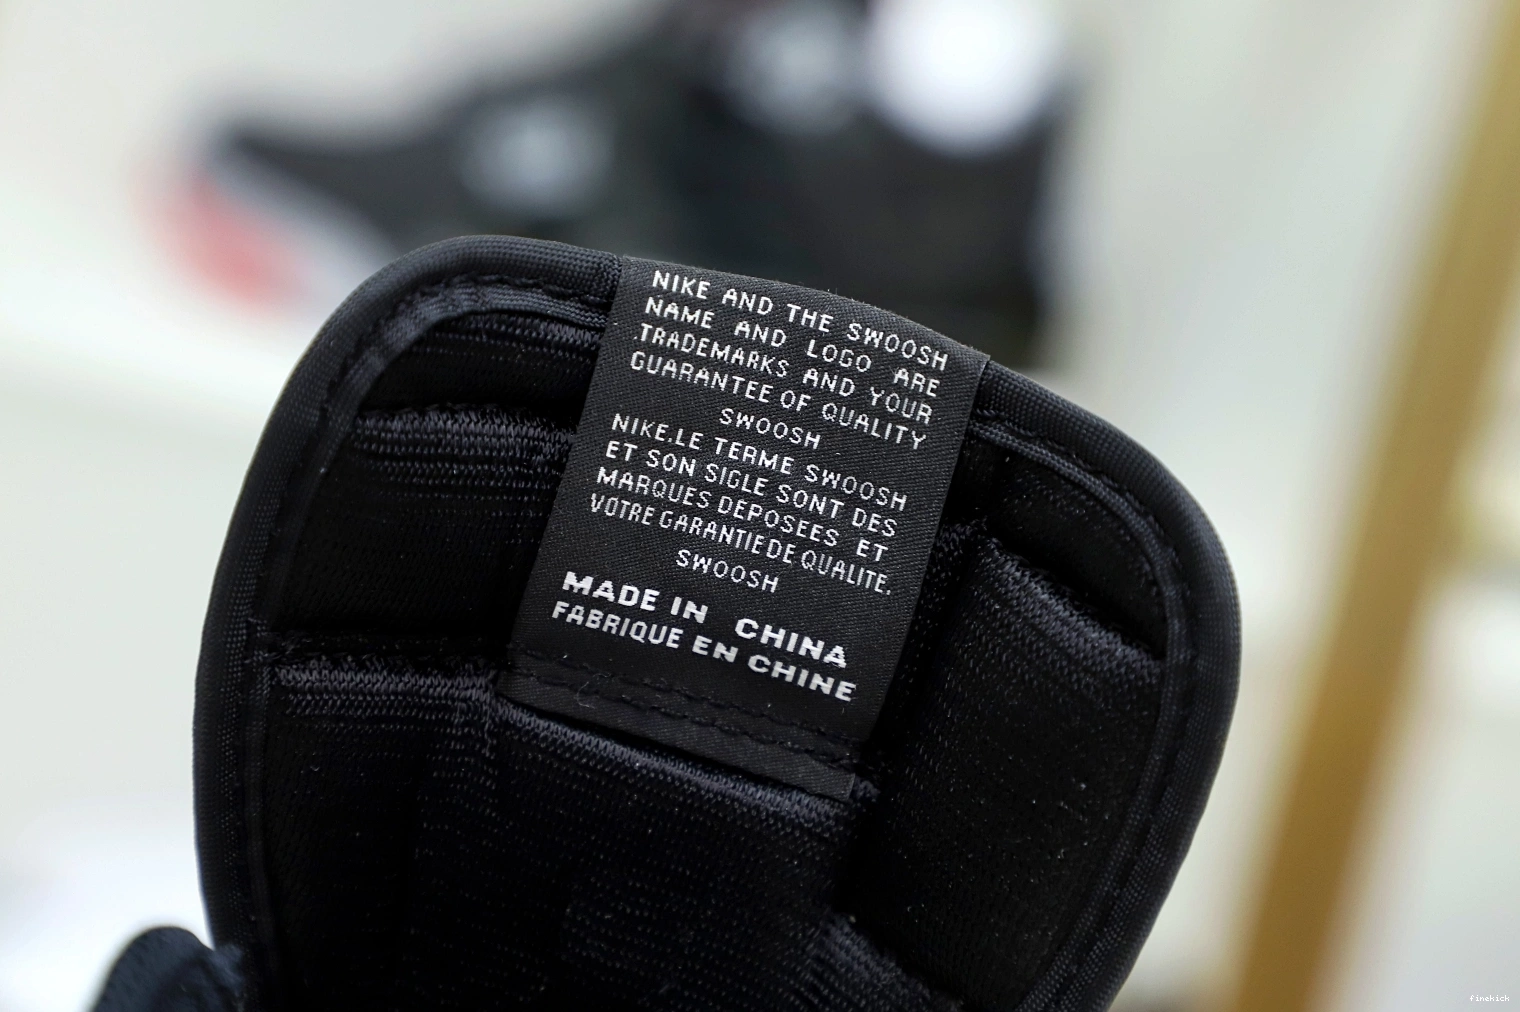 NIKE AND THE SWOOSH
NAME AND LOGO ARE
.TRADEMARKS AND YOUR
GUARANTEE OF QUALITY
SWOOSH
NIKE.LE TERME SWOOSH
ET SON SIGLE SONT DES
MARQUES DEPOSEES ET
VOTRE GARANTIE DE QUALITE.
SWOOSH
MADE IN CHINA
FABRIQUE EN CHINE
finekick